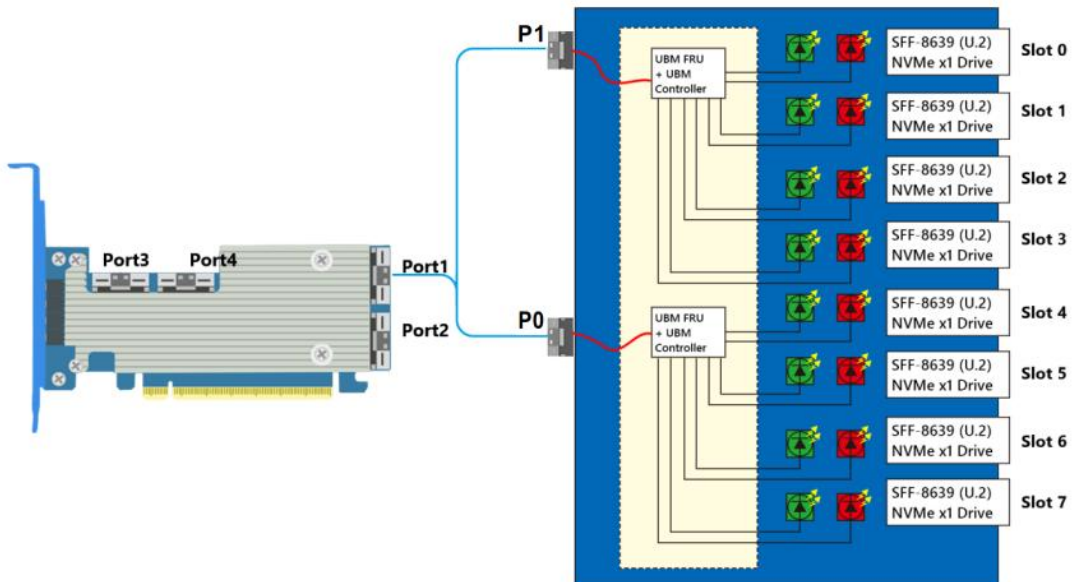 P1
UBM FRU
+ UBM
Controller
SFF-8639 (U.2)
NVMe x1 Drive
Slot 0
SFF-8639 (U.2)
NVMe x1 Drive
Slot 1
SFF-8639 (U.2)
NVMe x1 Drive
Slot 2
SFF-8639 (U.2)
NVMe x1 Drive
Slot 3
Port3
Port4
Port1
Port2
P0
UBM FRU
+ UBM
Controller
SFF-8639 (U.2)
NVMe x1 Drive
Slot 4
SFF-8639 (U.2)
NVMe x1 Drive
Slot 5
SFF-8639 (U.2)
NVMe x1 Drive
Slot 6
SFF-8639 (U.2)
NVMe x1 Drive
Slot 7